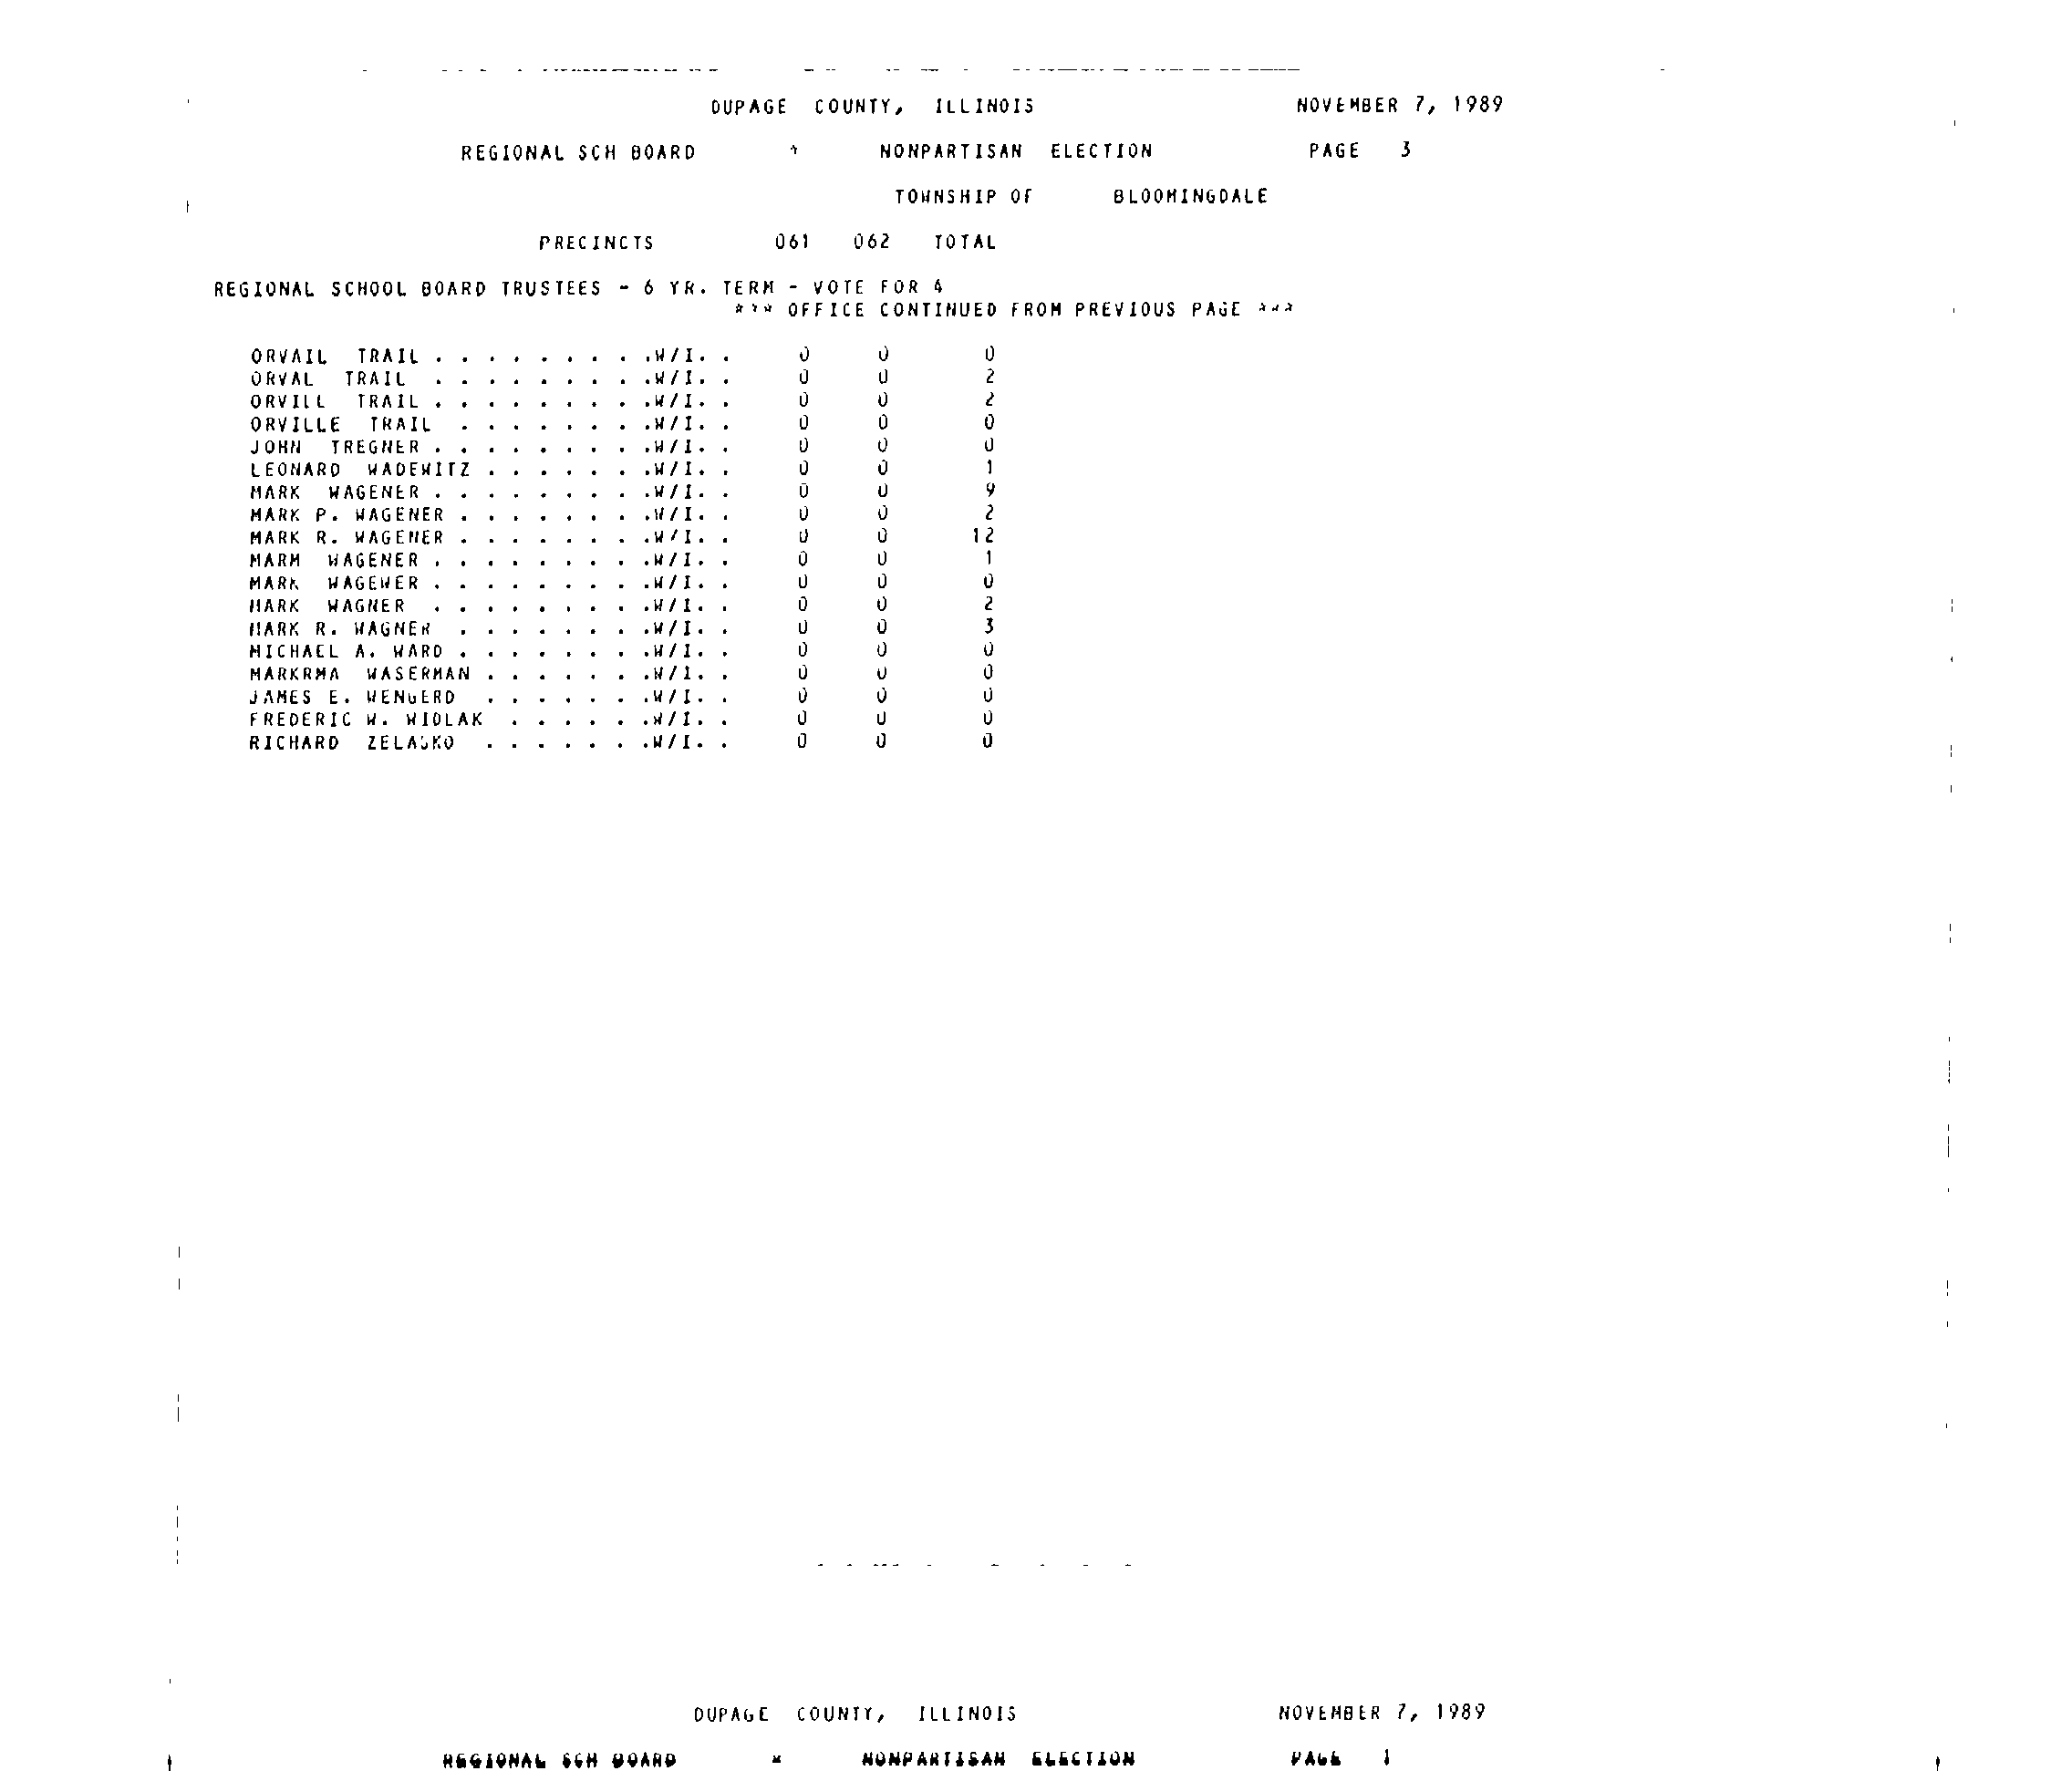 DUPAGE COUNTY, ILLINOIS NOVEMBER 7, 1989
REGIONAL SCH BOARD * NONPARTISAN ELECTION PAGE 3
TOWNSHIP OF BLOOMINGDALE
PRECINCTS 061 062 TOTAL
REGIONAL SCHOOL BOARD TRUSTEES - 6 YR. TERM - VOTE FOR 4
*** OFFICE CONTINUED FROM PREVIOUS PAGE ***
ORVAIL TRAIL . . . . . . . . .W/I. . 0 0 0
ORVAL TRAIL . . . . . . . . .W/I. . 0 0 2
ORVILL TRAIL . . . . . . . . .W/I. . 0 0 2
ORVILLE TRAIL . . . . . . . .W/I. . 0 0 0
JOHN TREGNER . . . . . . . . .W/I. . 0 0 0
LEONARD WADEWITZ . . . . . . .W/I. . 0 0 1
MARK WAGENER . . . . . . . . .W/I. . 0 0 9
MARK P. WAGENER . . . . . . . .W/I. . 0 0 2
MARK R. WAGENER . . . . . . . .W/I. . 0 0 12
MARM WAGENER . . . . . . . . .W/I. . 0 0 1
MARK WAGEWER . . . . . . . . .W/I. . 0 0 0
MARK WAGNER . . . . . . . . .W/I. . 0 0 2
MARK R. WAGNER . . . . . . . .W/I. . 0 0 3
MICHAEL A. WARD . . . . . . . .W/I. . 0 0 0
MARKRMA WASERMAN . . . . . . .W/I. . 0 0 0
JAMES E. WENGERD . . . . . . .W/I. . 0 0 0
FREDERIC W. WIDLAK . . . . . .W/I. . 0 0 0
RICHARD ZELASKO . . . . . . .W/I. . 0 0 0
DUPAGE COUNTY, ILLINOIS NOVEMBER 7, 1989
REGIONAL SCH BOARD * NONPARTISAN ELECTION PAGE 1